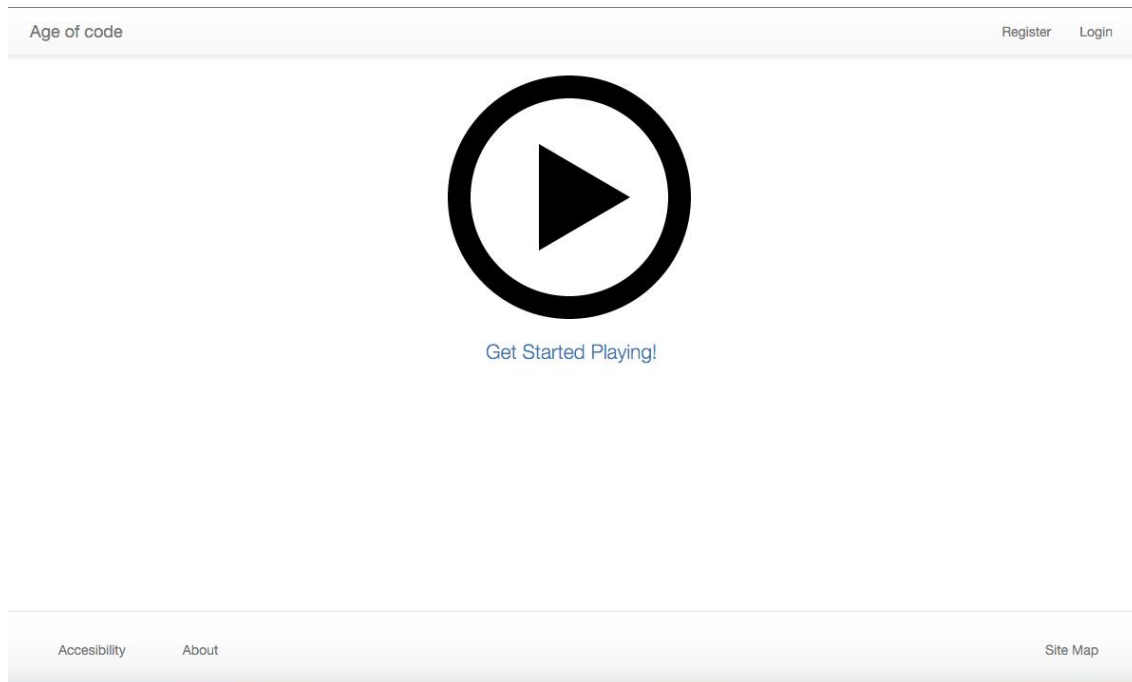 Age of code Register Login
Get Started Playing!
Accesibility About Site Map